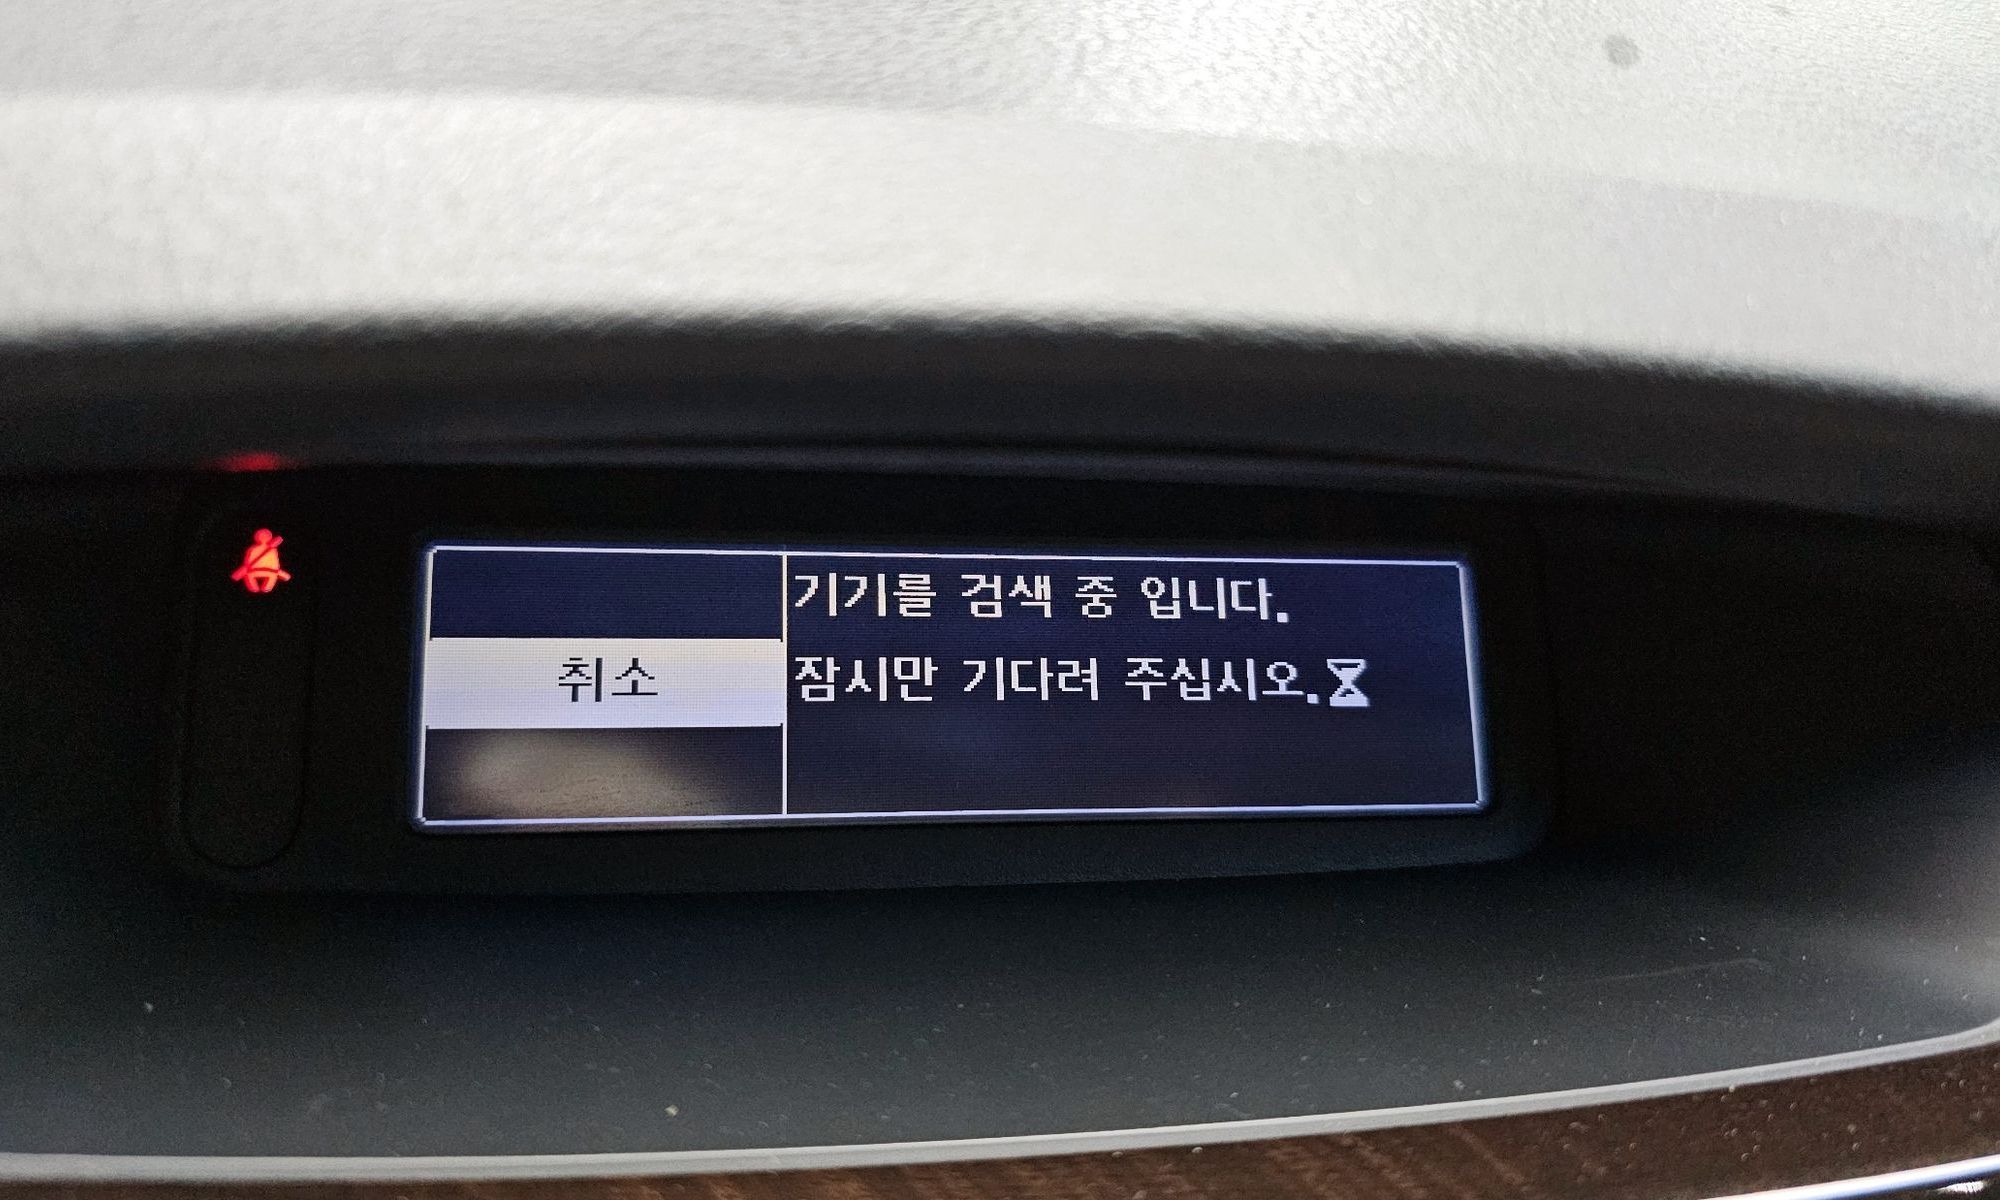 기기를 검색 중 입니다.
취소
잠시만 기다려 주십시오.